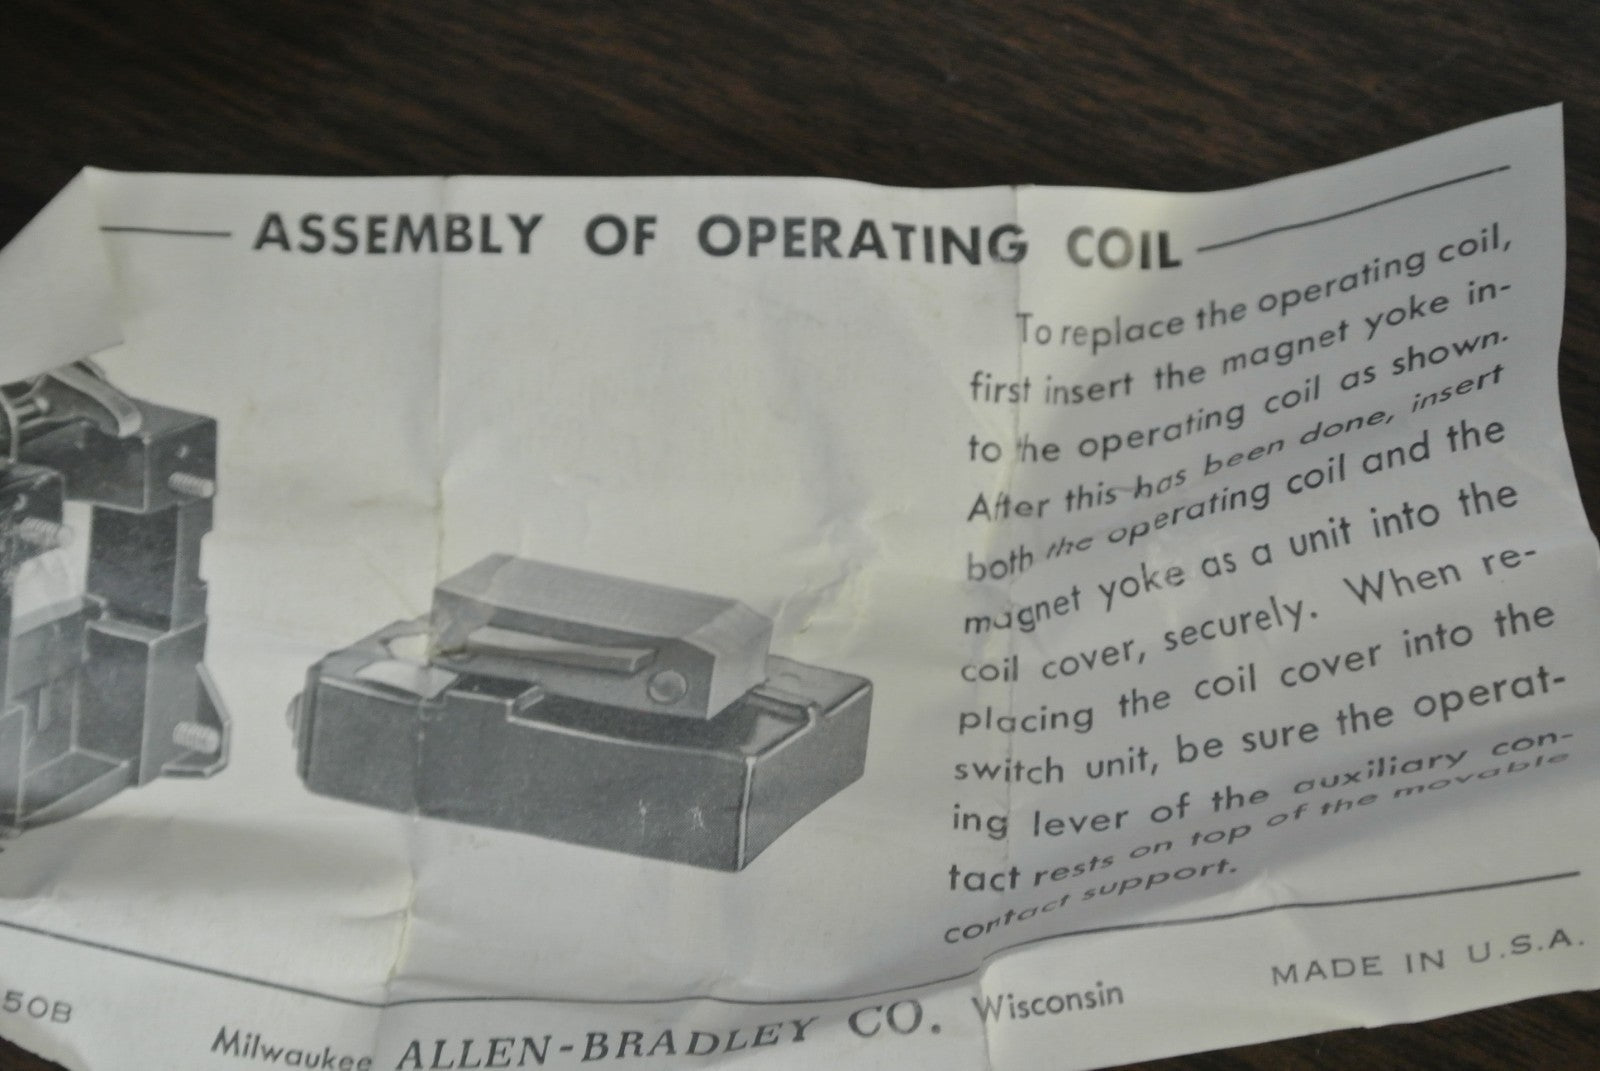 ASSEMBLY OF OPERATING COIL
To replace the operating coil,
first insert the magnet yoke in-
to the operating coil as shown.
After this has been done, insert
both the operating coil and the
magnet yoke as a unit into the
coil cover, securely. When re-
placing the coil cover into the
switch unit, be sure the operat-
ing lever of the auxiliary con-
tact rests on top of the movable
contact support.
50B
Milwaukee ALLEN-BRADLEY CO. Wisconsin
MADE IN U.S.A.